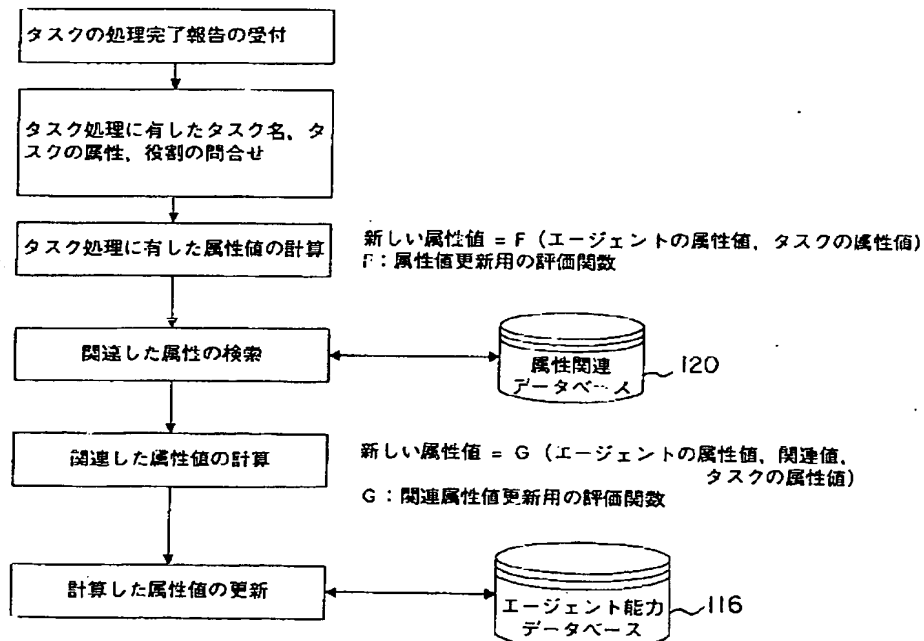 タスクの処理完了報告の受付
タスク処理に有したタスク名，タ
スクの属性，役割の問合せ
タスク処理に有した属性値の計算
新しい属性値 = F（エージェントの属性値，タスクの属性値）
F：属性値更新用の評価関数
関連した属性の検索
属性関連
データベース
120
関連した属性値の計算
新しい属性値 = G（エージェントの属性値，関連値，
タスクの属性値）
G：関連属性値更新用の評価関数
計算した属性値の更新
エージェント能力
データベース
116